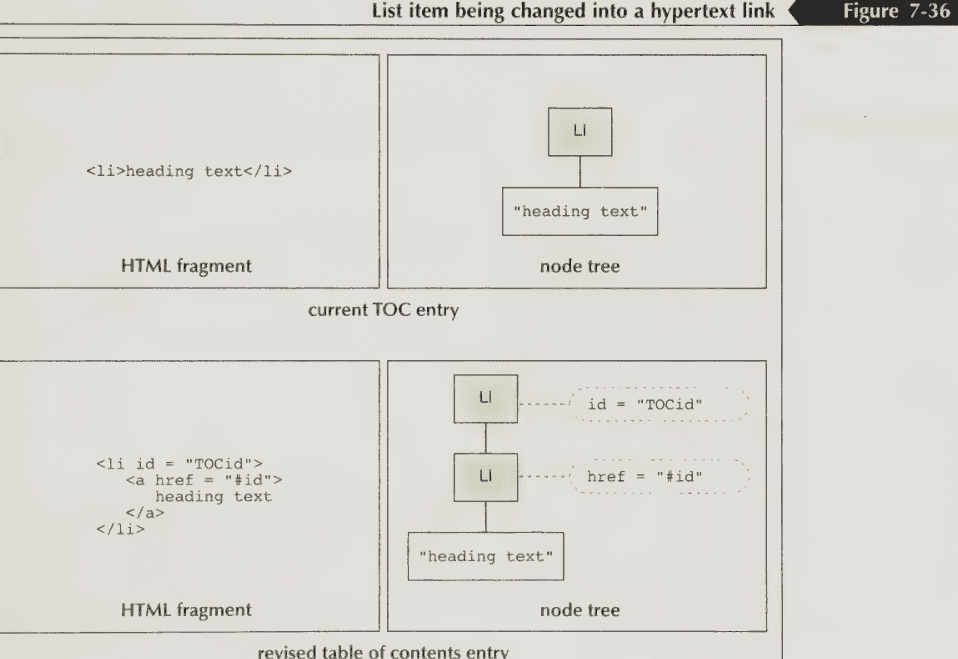 List item being changed into a hypertext link
Figure 7-36
<li>heading text</li>
HTML fragment
LI
"heading text"
node tree
current TOC entry
<li id = "TOCid">
<a href = "#id">
heading text
</a>
</li>
HTML fragment
LI
id = "TOCid"
LI
href = "#id"
"heading text"
node tree
revised table of contents entry